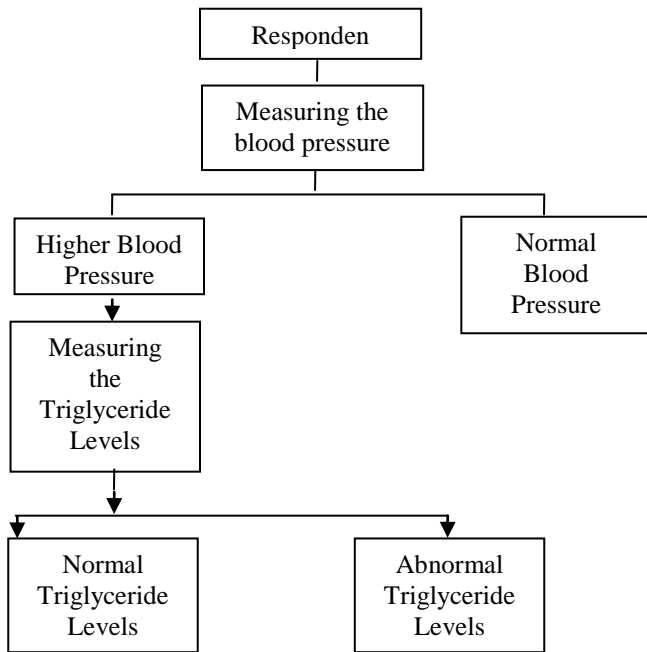 Responden
Measuring the
blood pressure
Higher Blood
Pressure
Normal
Blood
Pressure
Measuring
the
Triglyceride
Levels
Normal
Triglyceride
Levels
Abnormal
Triglyceride
Levels